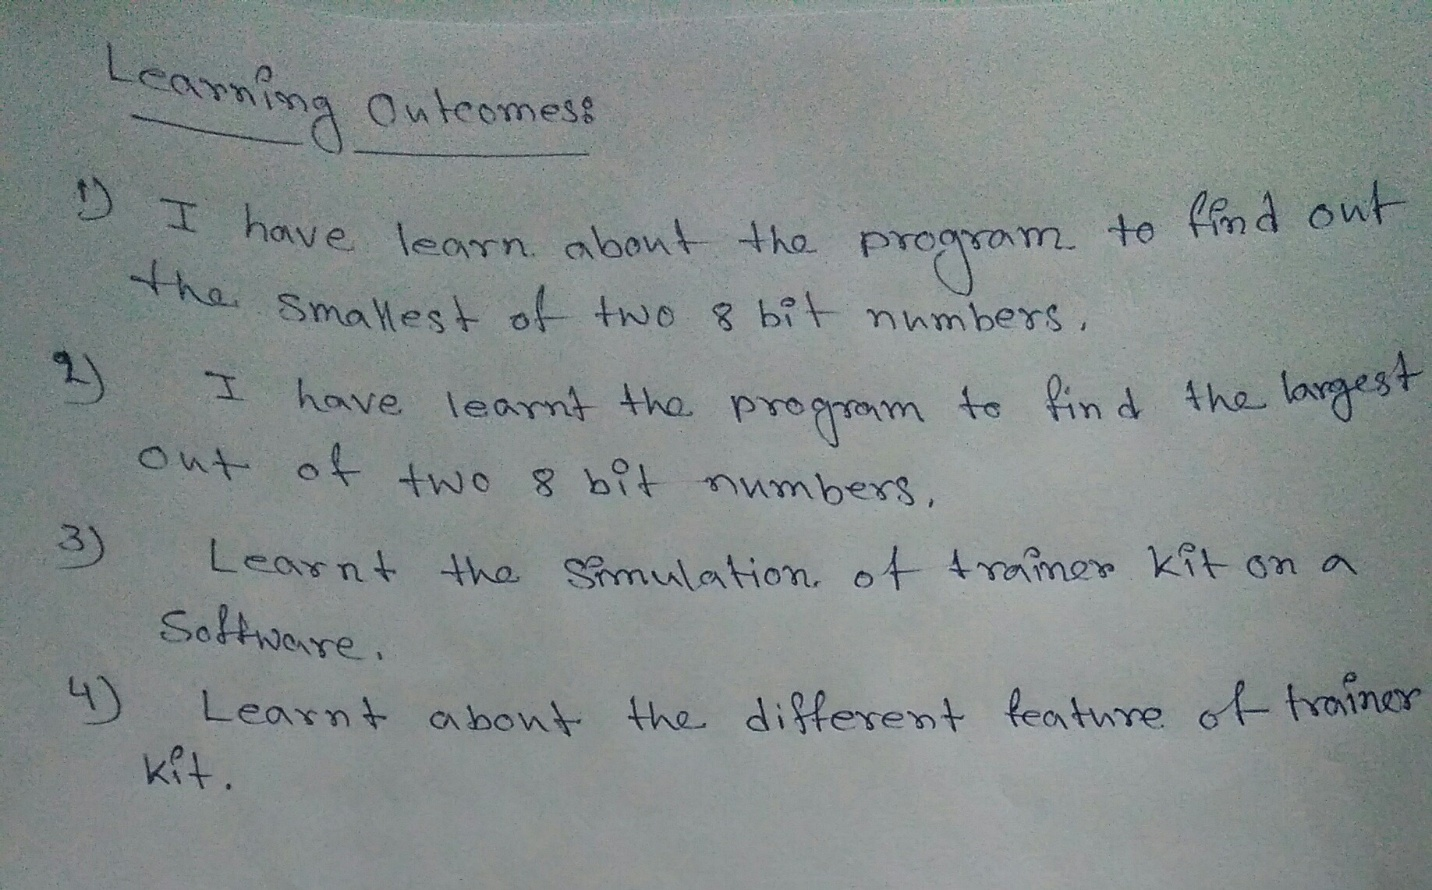 Learning Outcomes:
1) I have learn about the program to find out
the smallest of two 8 bit numbers.
2) I have learnt the program to find the largest
out of two 8 bit numbers.
3) Learnt the simulation of trainer kit on a
Software.
4) Learnt about the different feature of trainer
kit.